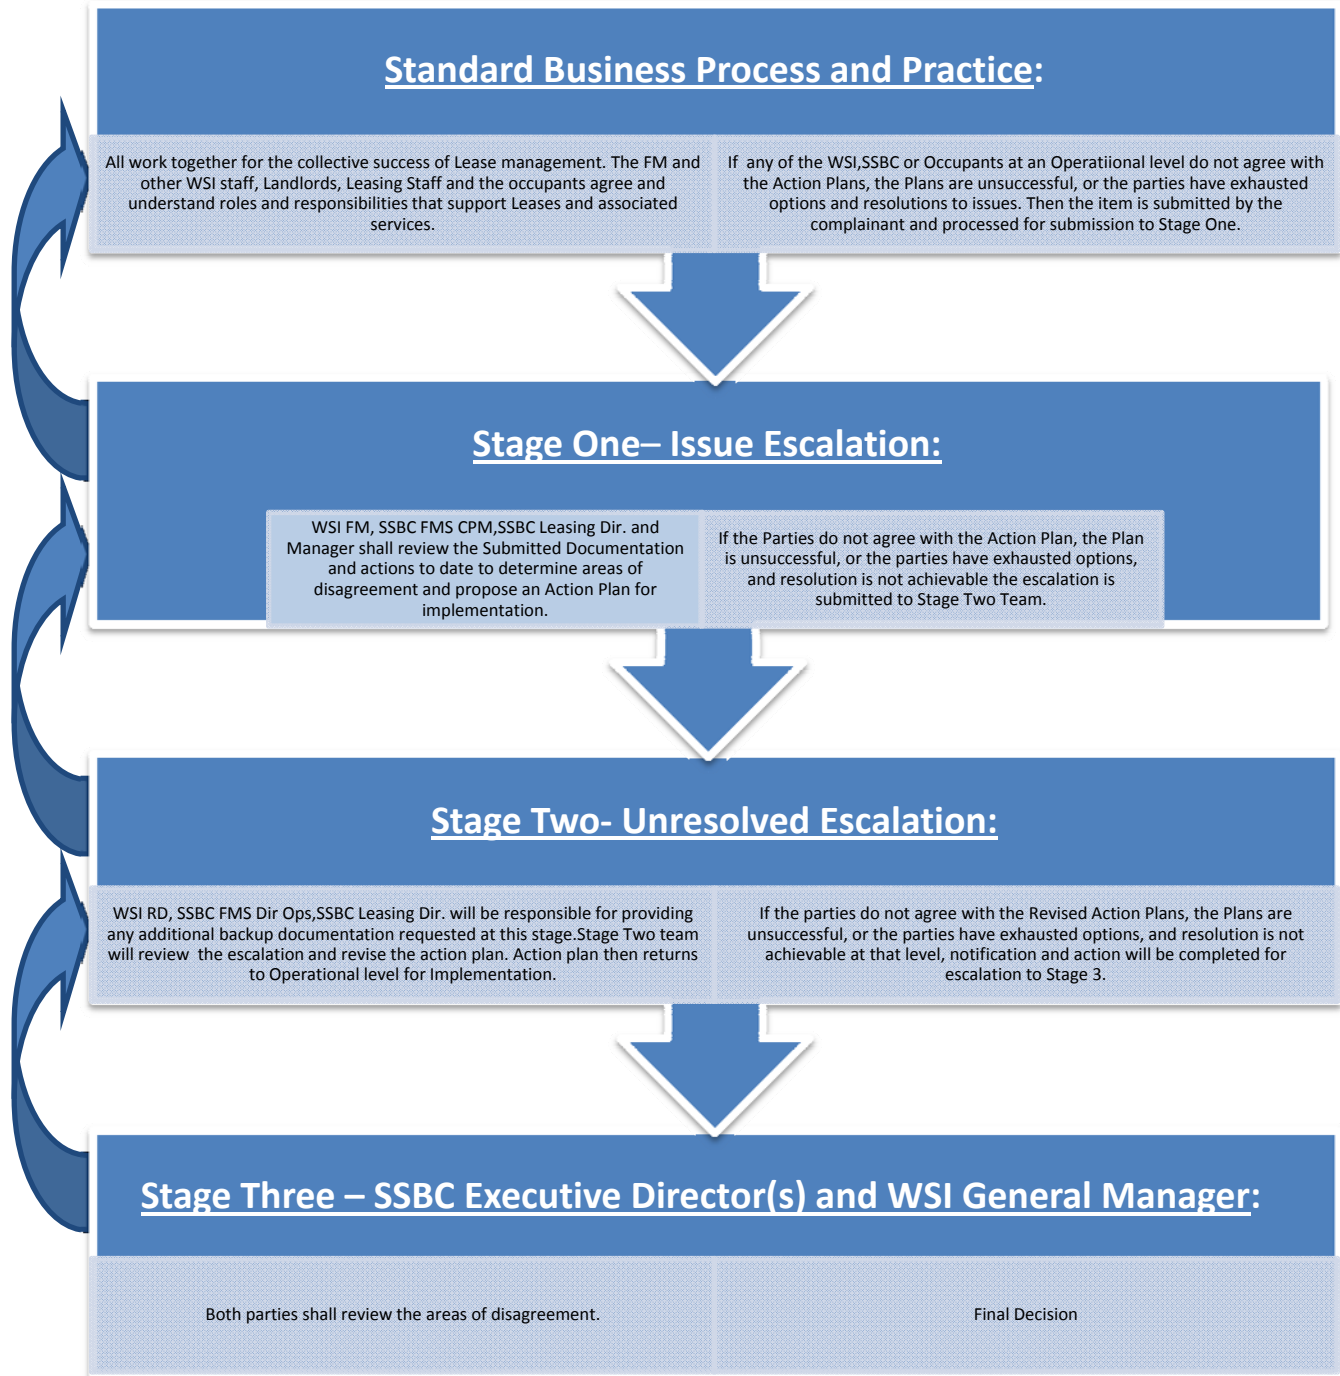 Standard Business Process and Practice:
All work together for the collective success of Lease management. The FM and
other WSI staff, Landlords, Leasing Staff and the occupants agree and
understand roles and responsibilities that support Leases and associated
services.
If any of the WSI,SSBC or Occupants at an Operatiional level do not agree with
the Action Plans, the Plans are unsuccessful, or the parties have exhausted
options and resolutions to issues. Then the item is submitted by the
complainant and processed for submission to Stage One.
Stage One– Issue Escalation:
WSI FM, SSBC FMS CPM,SSBC Leasing Dir. and
Manager shall review the Submitted Documentation
and actions to date to determine areas of
disagreement and propose an Action Plan for
implementation.
If the Parties do not agree with the Action Plan, the Plan
is unsuccessful, or the parties have exhausted options,
and resolution is not achievable the escalation is
submitted to Stage Two Team.
Stage Two- Unresolved Escalation:
WSI RD, SSBC FMS Dir Ops,SSBC Leasing Dir. will be responsible for providing
any additional backup documentation requested at this stage.Stage Two team
will review the escalation and revise the action plan. Action plan then returns
to Operational level for Implementation.
If the parties do not agree with the Revised Action Plans, the Plans are
unsuccessful, or the parties have exhausted options, and resolution is not
achievable at that level, notification and action will be completed for
escalation to Stage 3.
Stage Three – SSBC Executive Director(s) and WSI General Manager:
Both parties shall review the areas of disagreement.
Final Decision